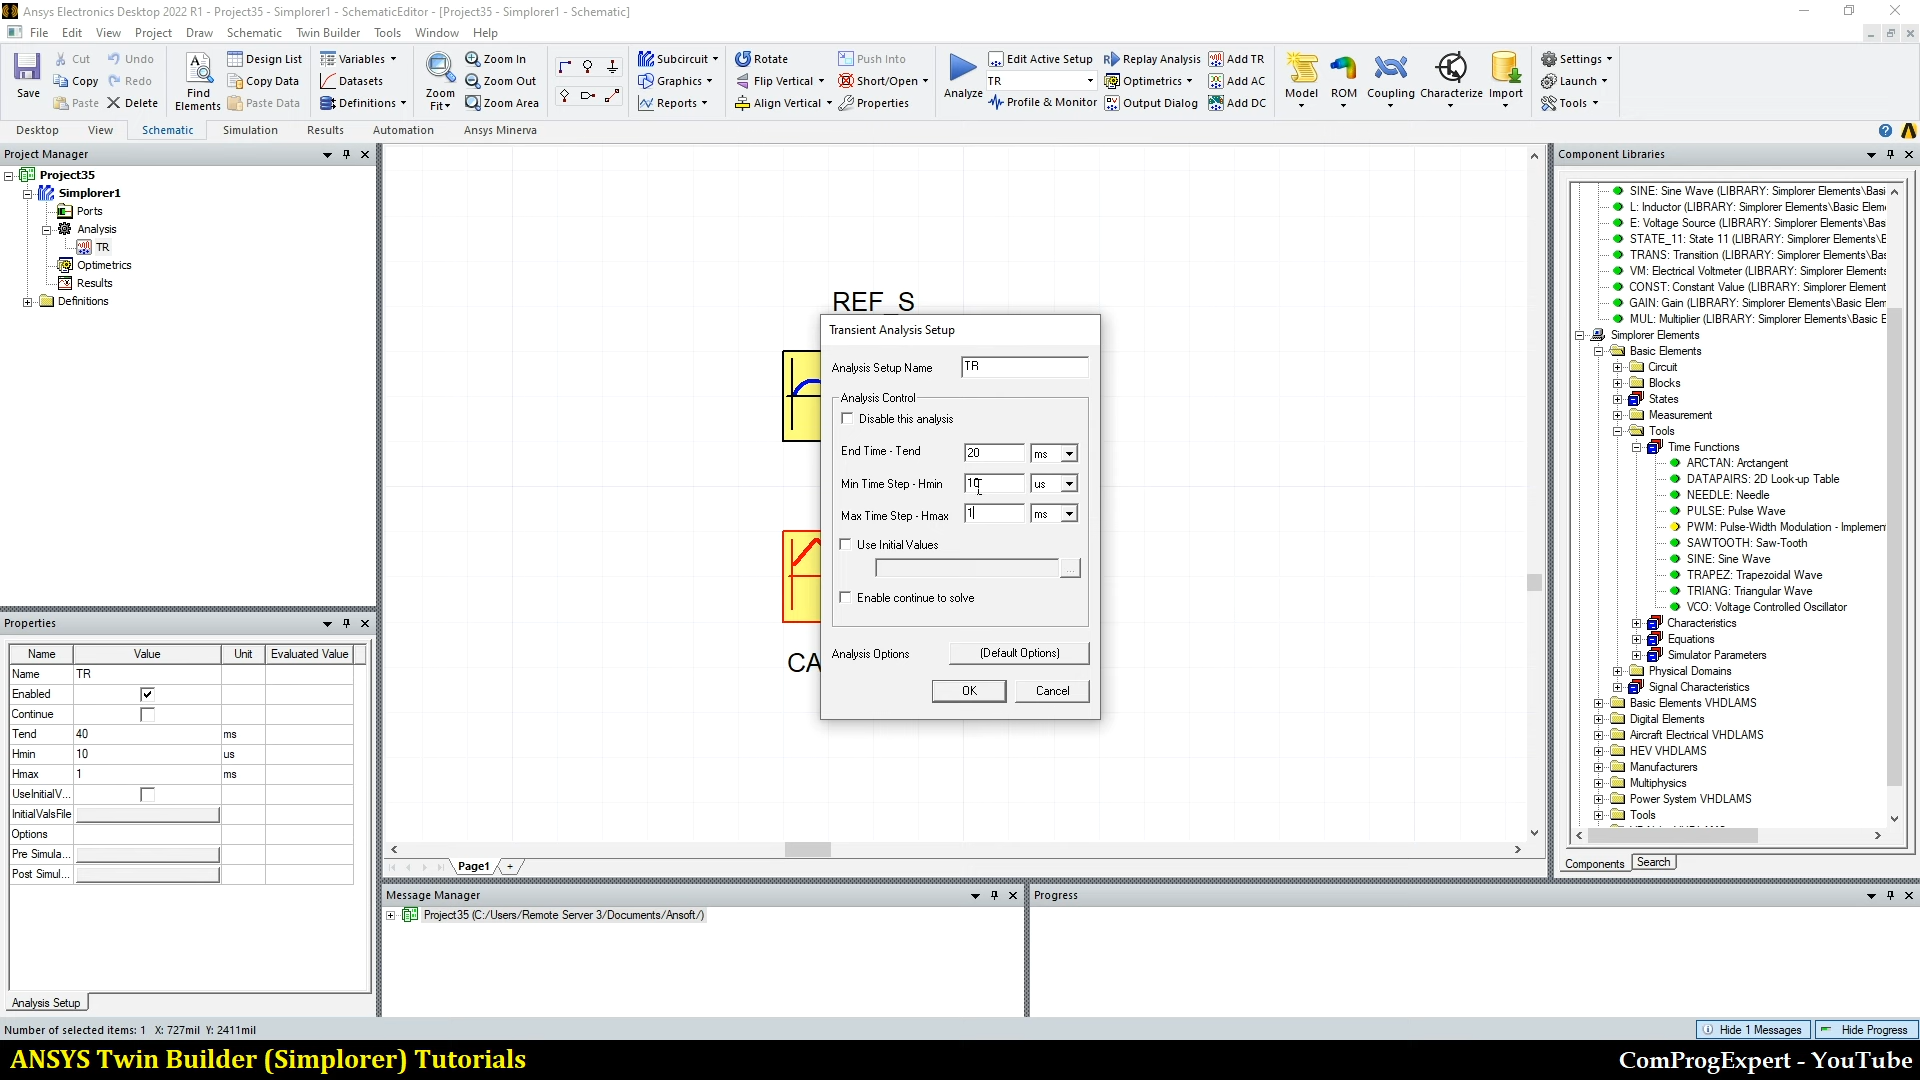 Ansys Electronics Desktop 2022 R1 - Project35 - Simplorer1 - SchematicEditor - [Project35 - Simplorer1 - Schematic]
File Edit View Project Draw Schematic Twin Builder Tools Window Help
Save
Cut Undo
Copy Redo
Paste Delete
Find Elements
Design List
Copy Data
Paste Data
Variables
Datasets
Definitions
Zoom Fit
Zoom In
Zoom Out
Zoom Area
Subcircuit
Graphics
Reports
Rotate
Flip Vertical
Align Vertical
Push Into
Short/Open
Properties
Analyze
Edit Active Setup
TR
Profile & Monitor
Replay Analysis
Optimetrics
Output Dialog
Add TR
Add AC
Add DC
Model ROM Coupling Characterize Import
Settings
Launch
Tools
Desktop View Schematic Simulation Results Automation Ansys Minerva
Project Manager
Project35
Simplorer1
Ports
Analysis
TR
Optimetrics
Results
Definitions
Properties
Name Value Unit Evaluated Value
Name TR
Enabled
Continue
Tend 40 ms
Hmin 10 us
Hmax 1 ms
UseInitialV...
InitialValsFile
Options
Pre Simula...
Post Simul...
Analysis Setup
REF_S
CA
Transient Analysis Setup
Analysis Setup Name TR
Analysis Control
Disable this analysis
End Time - Tend 20 ms
Min Time Step - Hmin 10 us
Max Time Step - Hmax 1 ms
Use Initial Values
...
Enable continue to solve
Analysis Options (Default Options)
OK Cancel
Page1 +
Message Manager
Project35 (C:/Users/Remote Server 3/Documents/Ansoft/)
Progress
Component Libraries
SINE: Sine Wave (LIBRARY: Simplorer Elements\Basi
L: Inductor (LIBRARY: Simplorer Elements\Basic Elem
E: Voltage Source (LIBRARY: Simplorer Elements\Bas
STATE_11: State 11 (LIBRARY: Simplorer Elements\E
TRANS: Transition (LIBRARY: Simplorer Elements\Bas
VM: Electrical Voltmeter (LIBRARY: Simplorer Elements
CONST: Constant Value (LIBRARY: Simplorer Element
GAIN: Gain (LIBRARY: Simplorer Elements\Basic Elem
MUL: Multiplier (LIBRARY: Simplorer Elements\Basic E
Simplorer Elements
Basic Elements
Circuit
Blocks
States
Measurement
Tools
Time Functions
ARCTAN: Arctangent
DATAPAIRS: 2D Look-up Table
NEEDLE: Needle
PULSE: Pulse Wave
PWM: Pulse-Width Modulation - Implemen
SAWTOOTH: Saw-Tooth
SINE: Sine Wave
TRAPEZ: Trapezoidal Wave
TRIANG: Triangular Wave
VCO: Voltage Controlled Oscillator
Characteristics
Equations
Simulator Parameters
Physical Domains
Signal Characteristics
Basic Elements VHDLAMS
Digital Elements
Aircraft Electrical VHDLAMS
HEV VHDLAMS
Manufacturers
Multiphysics
Power System VHDLAMS
Tools
Components Search
Number of selected items: 1 X: 727mil Y: 2411mil
Hide 1 Messages Hide Progress
ANSYS Twin Builder (Simplorer) Tutorials
ComProgExpert - YouTube